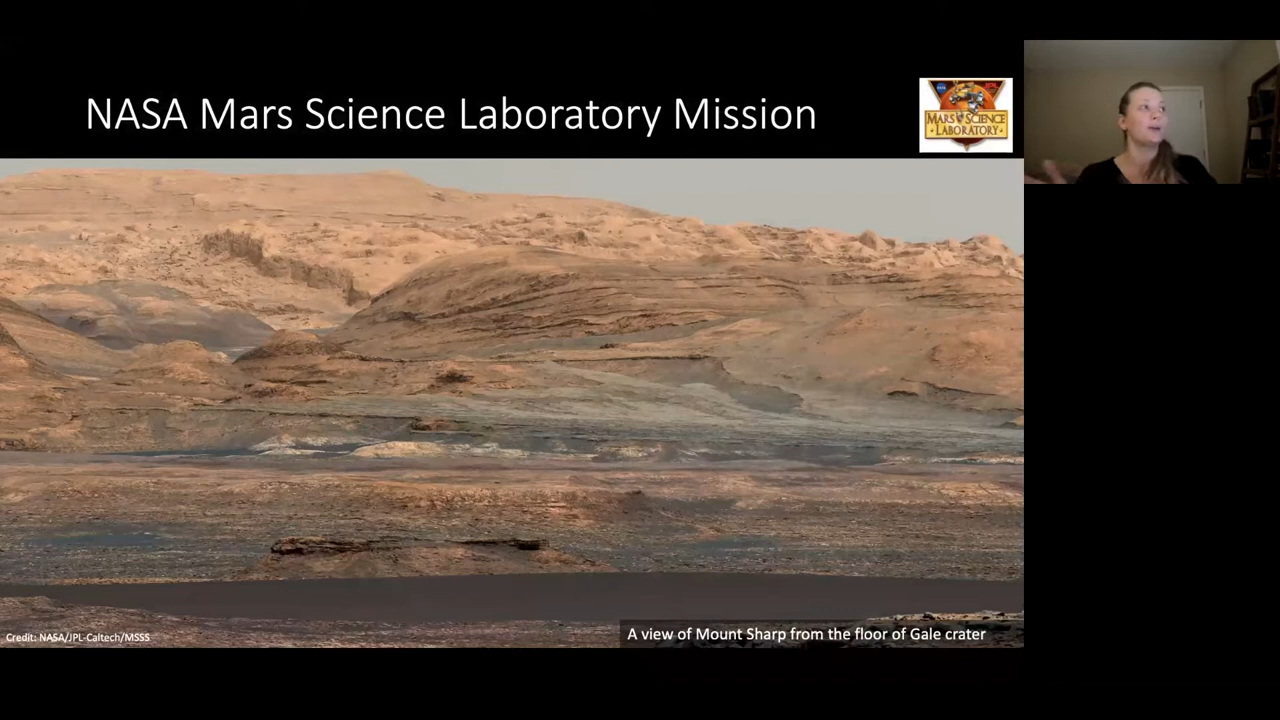 NASA Mars Science Laboratory Mission
MARS SCIENCE
LABORATORY
Credit: NASA/JPL-Caltech/MSSS
A view of Mount Sharp from the floor of Gale crater